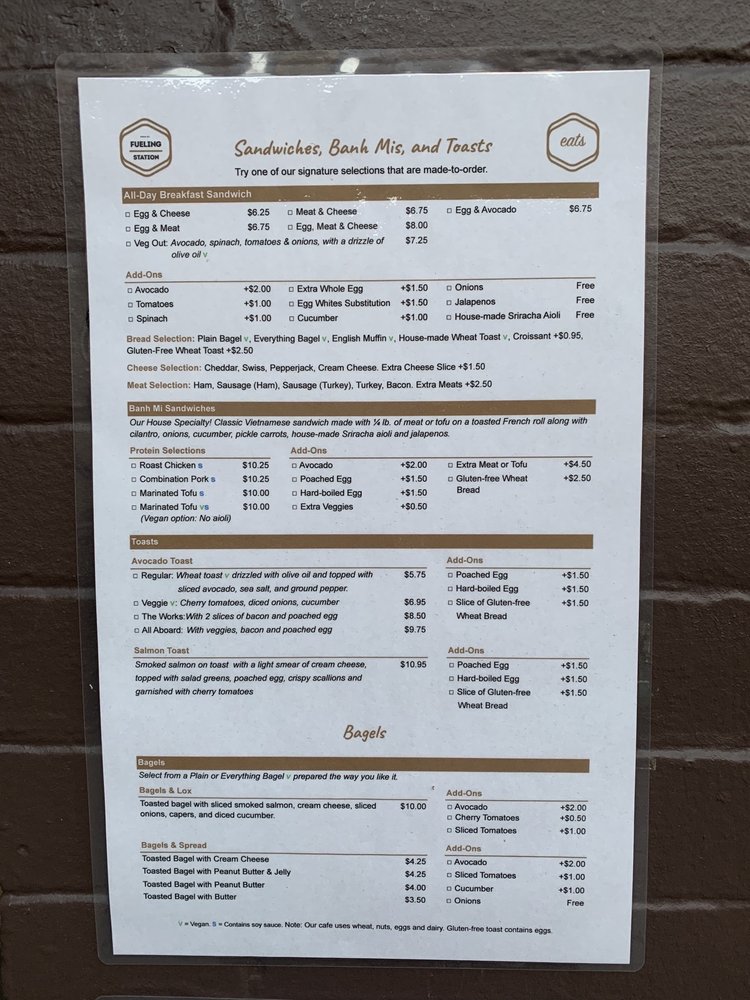 FUELING
STATION
eats
Sandwiches, Banh Mis, and Toasts
Try one of our signature selections that are made-to-order.
All-Day Breakfast Sandwich
Egg & Cheese $6.25 Meat & Cheese $6.75 Egg & Avocado $6.75
Egg & Meat $6.75 Egg, Meat & Cheese $8.00
Veg Out: Avocado, spinach, tomatoes & onions, with a drizzle of $7.25
olive oil v
Add-Ons
Avocado +$2.00 Extra Whole Egg +$1.50 Onions Free
Tomatoes +$1.00 Egg Whites Substitution +$1.50 Jalapenos Free
Spinach +$1.00 Cucumber +$1.00 House-made Sriracha Aioli Free
Bread Selection: Plain Bagel v, Everything Bagel v, English Muffin v, House-made Wheat Toast v, Croissant +$0.95,
Gluten-Free Wheat Toast +$2.50
Cheese Selection: Cheddar, Swiss, Pepperjack, Cream Cheese. Extra Cheese Slice +$1.50
Meat Selection: Ham, Sausage (Ham), Sausage (Turkey), Turkey, Bacon. Extra Meats +$2.50
Banh Mi Sandwiches
Our House Specialty! Classic Vietnamese sandwich made with ¼ lb. of meat or tofu on a toasted French roll along with
cilantro, onions, cucumber, pickle carrots, house-made Sriracha aioli and jalapenos.
Protein Selections Add-Ons
Roast Chicken s $10.25 Avocado +$2.00 Extra Meat or Tofu +$4.50
Combination Pork s $10.25 Poached Egg +$1.50 Gluten-free Wheat +$2.50
Bread
Marinated Tofu s $10.00 Hard-boiled Egg +$1.50
Marinated Tofu vs $10.00 Extra Veggies +$0.50
(Vegan option: No aioli)
Toasts
Avocado Toast Add-Ons
Regular: Wheat toast v drizzled with olive oil and topped with $5.75 Poached Egg +$1.50
sliced avocado, sea salt, and ground pepper. Hard-boiled Egg +$1.50
Veggie v: Cherry tomatoes, diced onions, cucumber $6.95 Slice of Gluten-free +$1.50
The Works: With 2 slices of bacon and poached egg $8.50 Wheat Bread
All Aboard: With veggies, bacon and poached egg $9.75
Salmon Toast Add-Ons
Smoked salmon on toast with a light smear of cream cheese, $10.95 Poached Egg +$1.50
topped with salad greens, poached egg, crispy scallions and Hard-boiled Egg +$1.50
garnished with cherry tomatoes Slice of Gluten-free +$1.50
Wheat Bread
Bagels
Bagels
Select from a Plain or Everything Bagel v prepared the way you like it.
Bagels & Lox Add-Ons
Toasted bagel with sliced smoked salmon, cream cheese, sliced $10.00 Avocado +$2.00
onions, capers, and diced cucumber. Cherry Tomatoes +$0.50
Sliced Tomatoes +$1.00
Bagels & Spread Add-Ons
Toasted Bagel with Cream Cheese $4.25 Avocado +$2.00
Toasted Bagel with Peanut Butter & Jelly $4.25 Sliced Tomatoes +$1.00
Toasted Bagel with Peanut Butter $4.00 Cucumber +$1.00
Toasted Bagel with Butter $3.50 Onions Free
V = Vegan. S = Contains soy sauce. Note: Our cafe uses wheat, nuts, eggs and dairy. Gluten-free toast contains eggs.